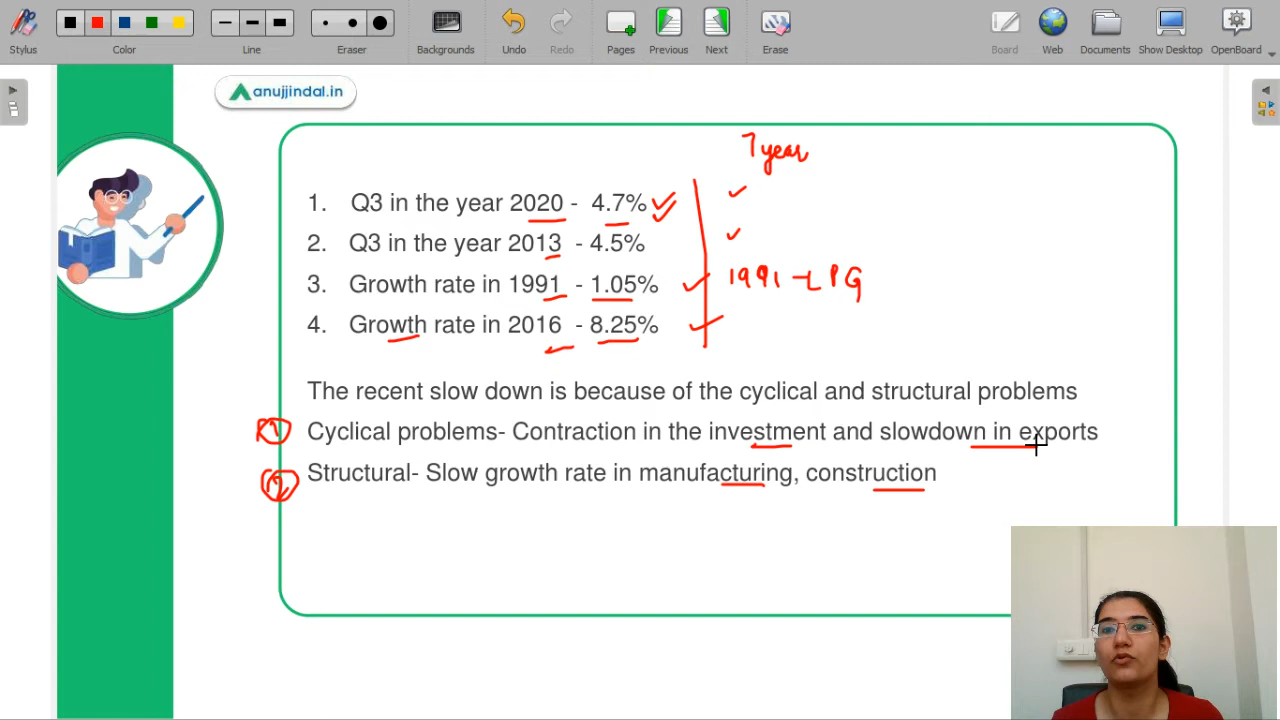 Stylus
Color
Line
Eraser
Backgrounds
Undo
Redo
Pages
Previous
Next
Erase
Board
Web
Documents
Show Desktop
OpenBoard
anujjindal.in
7 year
1. Q3 in the year 2020 - 4.7%
2. Q3 in the year 2013 - 4.5%
3. Growth rate in 1991 - 1.05%
1991 - LPG
4. Growth rate in 2016 - 8.25%
The recent slow down is because of the cyclical and structural problems
Cyclical problems- Contraction in the investment and slowdown in exports
Structural- Slow growth rate in manufacturing, construction